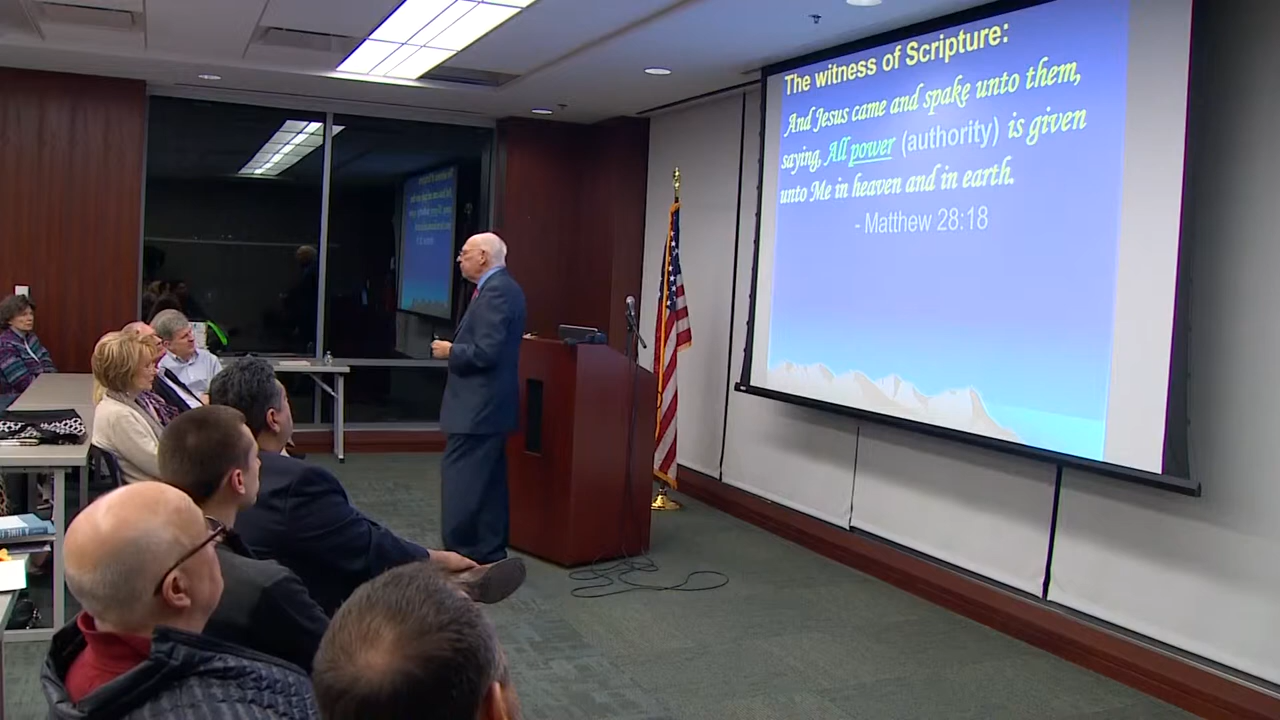 The witness of Scripture:
And Jesus came and spake unto them,
saying, All power (authority) is given
unto Me in heaven and in earth.
- Matthew 28:18